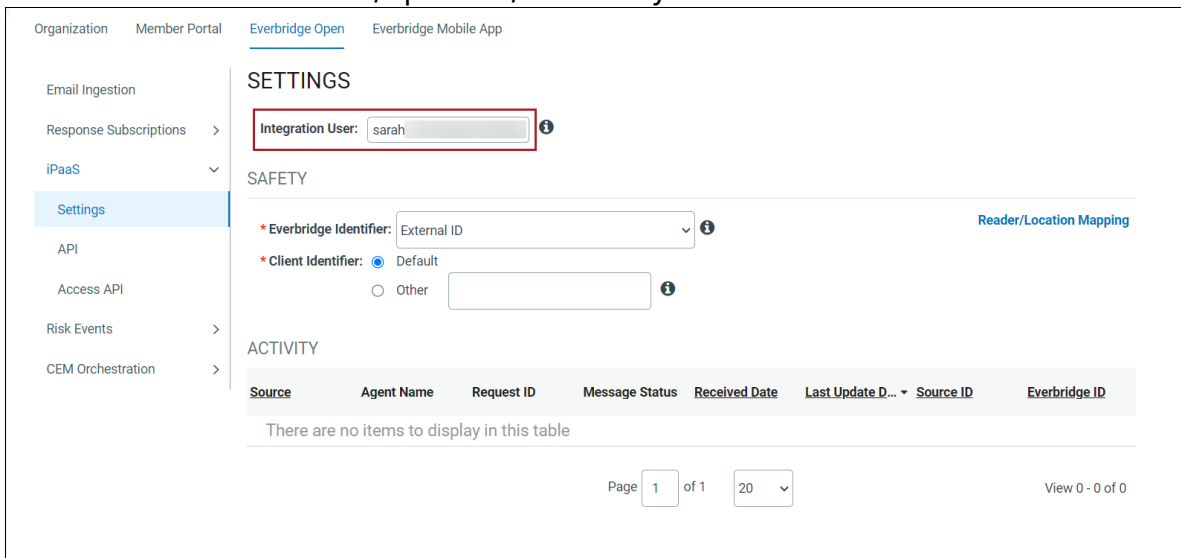 Organization Member Portal Everbridge Open Everbridge Mobile App
SETTINGS
Email Ingestion
Response Subscriptions
Integration User: sarah
iPaaS
SAFETY
Settings
Reader/Location Mapping
* Everbridge Identifier: External ID
API
* Client Identifier: Default
Access API
Other
Risk Events
ACTIVITY
CEM Orchestration
Source Agent Name Request ID Message Status Received Date Last Update D... Source ID Everbridge ID
There are no items to display in this table
Page 1 of 1 20 View 0 - 0 of 0